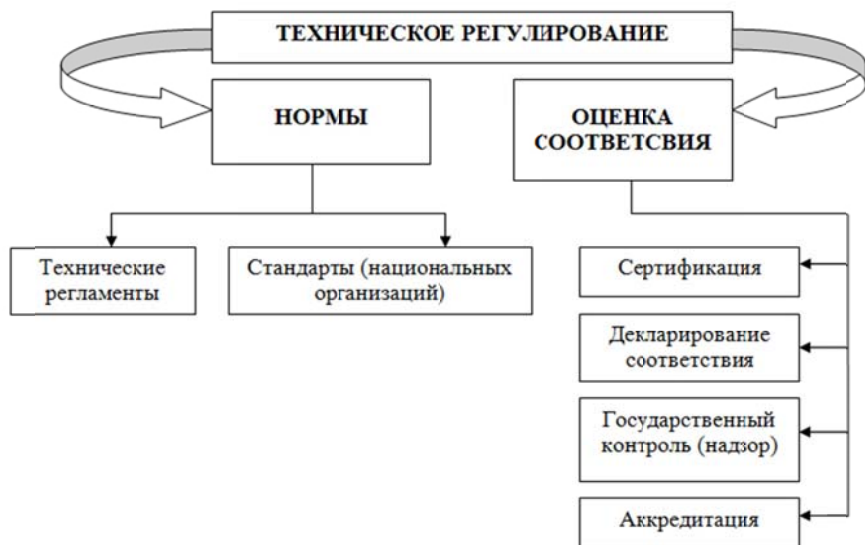 ТЕХНИЧЕСКОЕ РЕГУЛИРОВАНИЕ
НОРМЫ
ОЦЕНКА
СООТВЕТСВИЯ
Технические
регламенты
Стандарты (национальных
организаций)
Сертификация
Декларирование
соответствия
Государственный
контроль (надзор)
Аккредитация